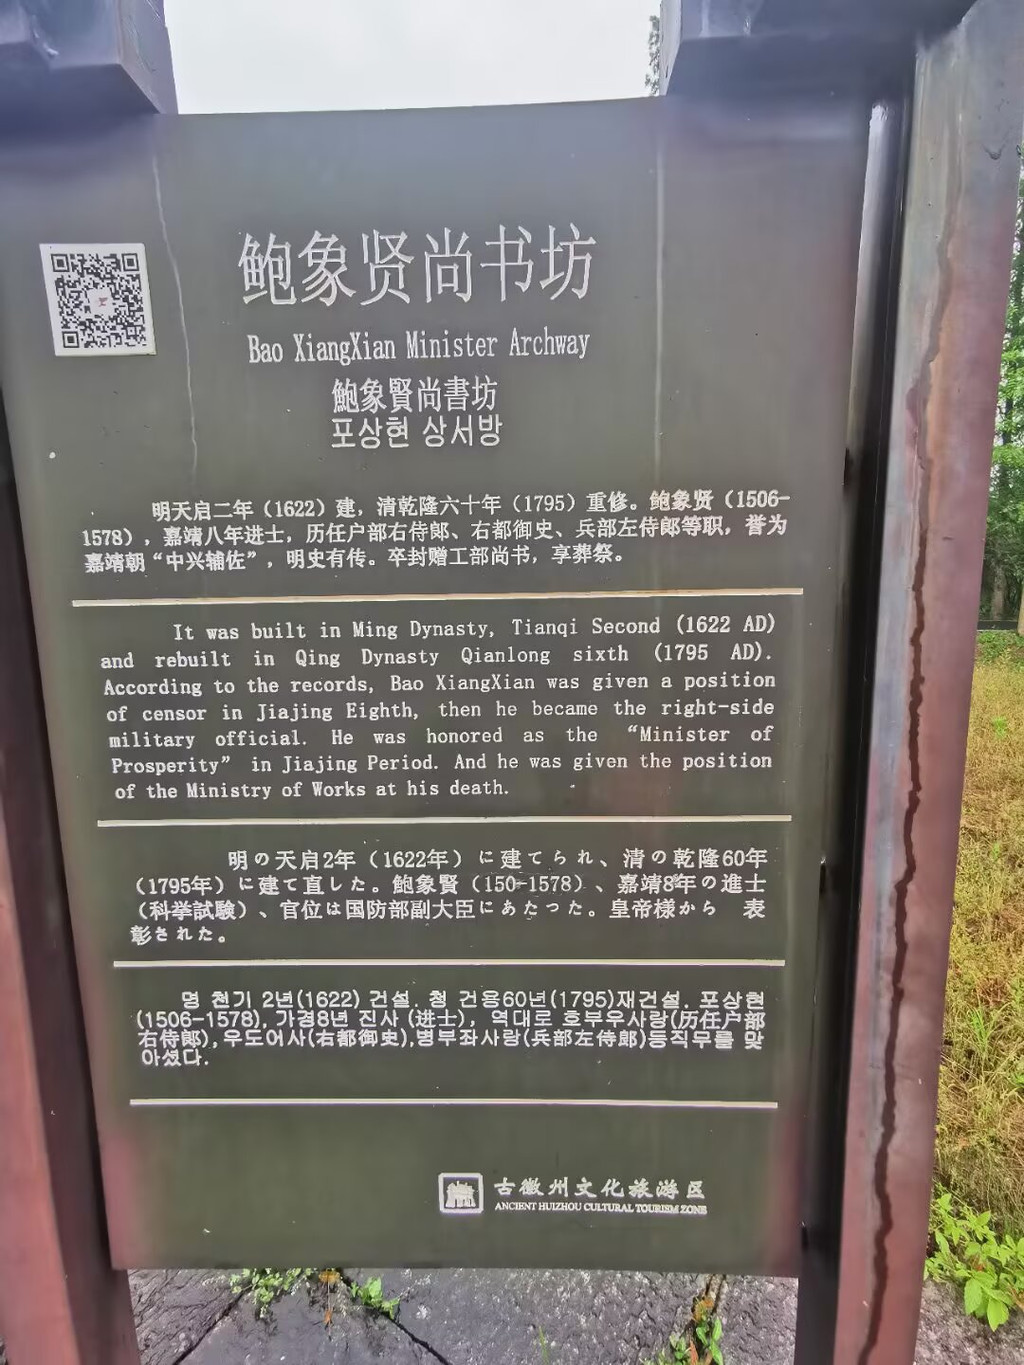 鲍象贤尚书坊
Bao XiangXian Minister Archway
鮑象賢尚書坊
포상현 상서방
明天启二年（1622）建，清乾隆六十年（1795）重修。鲍象贤（1506-
1578），嘉靖八年进士，历任户部右侍郎、右都御史、兵部左侍郎等职，誉为
嘉靖朝“中兴辅佐”，明史有传。卒封赠工部尚书，享葬祭。
It was built in Ming Dynasty, Tianqi Second (1622 AD)
and rebuilt in Qing Dynasty Qianlong sixth (1795 AD).
According to the records, Bao XiangXian was given a position
of censor in Jiajing Eighth, then he became the right-side
military official. He was honored as the “Minister of
Prosperity” in Jiajing Period. And he was given the position
of the Ministry of Works at his death.
明の天启2年（1622年）に建てられ、清の乾隆60年
（1795年）に建て直した。鮑象賢（150-1578）、嘉靖8年の進士
（科挙試験）、官位は国防部副大臣にあたつた。皇帝様から 表
彰された。
명 천기 2년(1622) 건설. 청 건용60년(1795)재건설. 포상현
(1506-1578), 가경8년 진사 (进士), 역대로 호부우사랑(历任户部
右侍郎), 우도어사(右都御史),병부좌사랑(兵部左侍郎)등직무를 맞
아셨다.
古徽州文化旅游区
ANCIENT HUIZHOU CULTURAL TOURISM ZONE